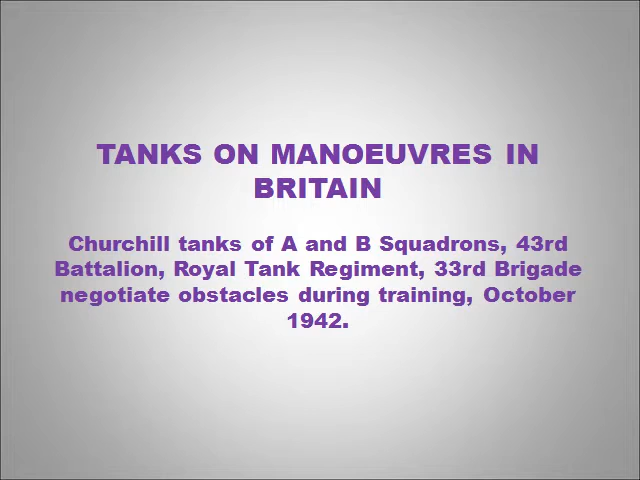 TANKS ON MANOEUVRES IN
BRITAIN
Churchill tanks of A and B Squadrons, 43rd
Battalion, Royal Tank Regiment, 33rd Brigade
negotiate obstacles during training, October
1942.